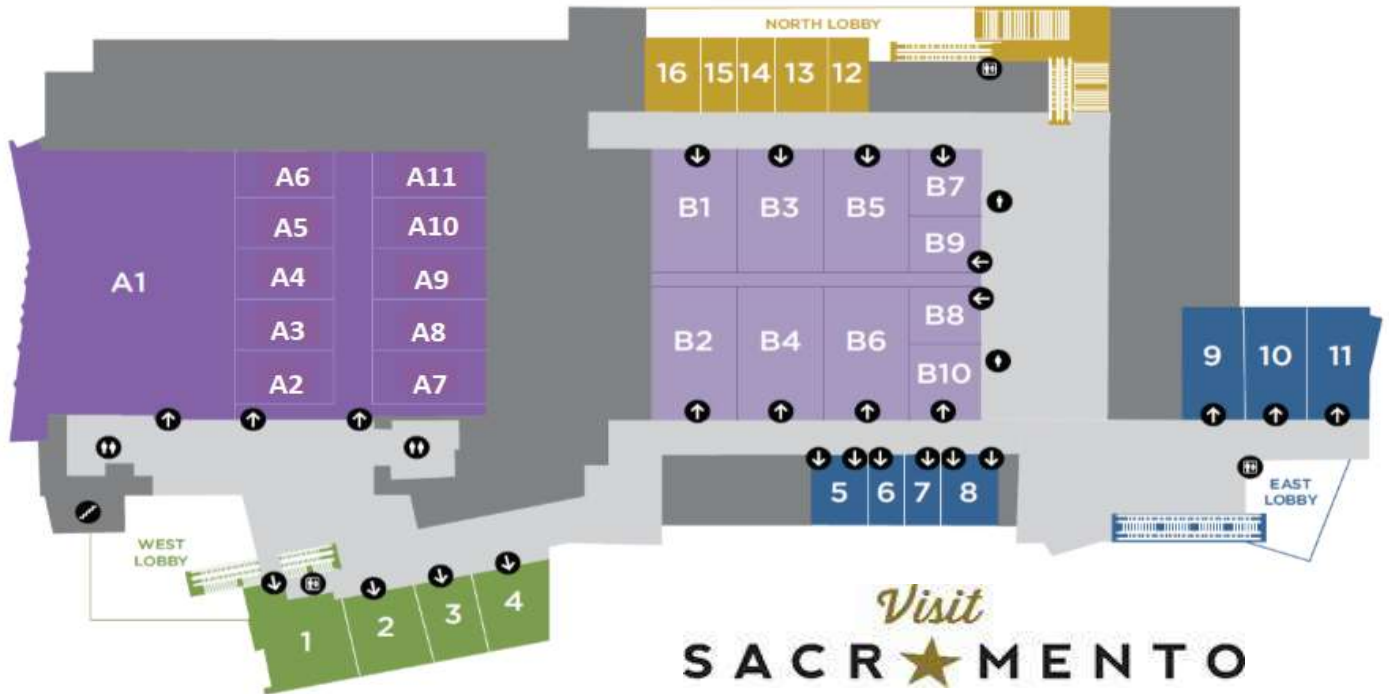 NORTH LOBBY
16 15 14 13 12
A6 A11
B1 B3 B5 B7
A5 A10
B9
A1 A4 A9
A3 A8
B2 B4 B6 B8
9 10 11
A2 A7
B10
5 6 7 8
EAST
LOBBY
WEST
LOBBY
1 2 3 4
Visit
SACRMENTO